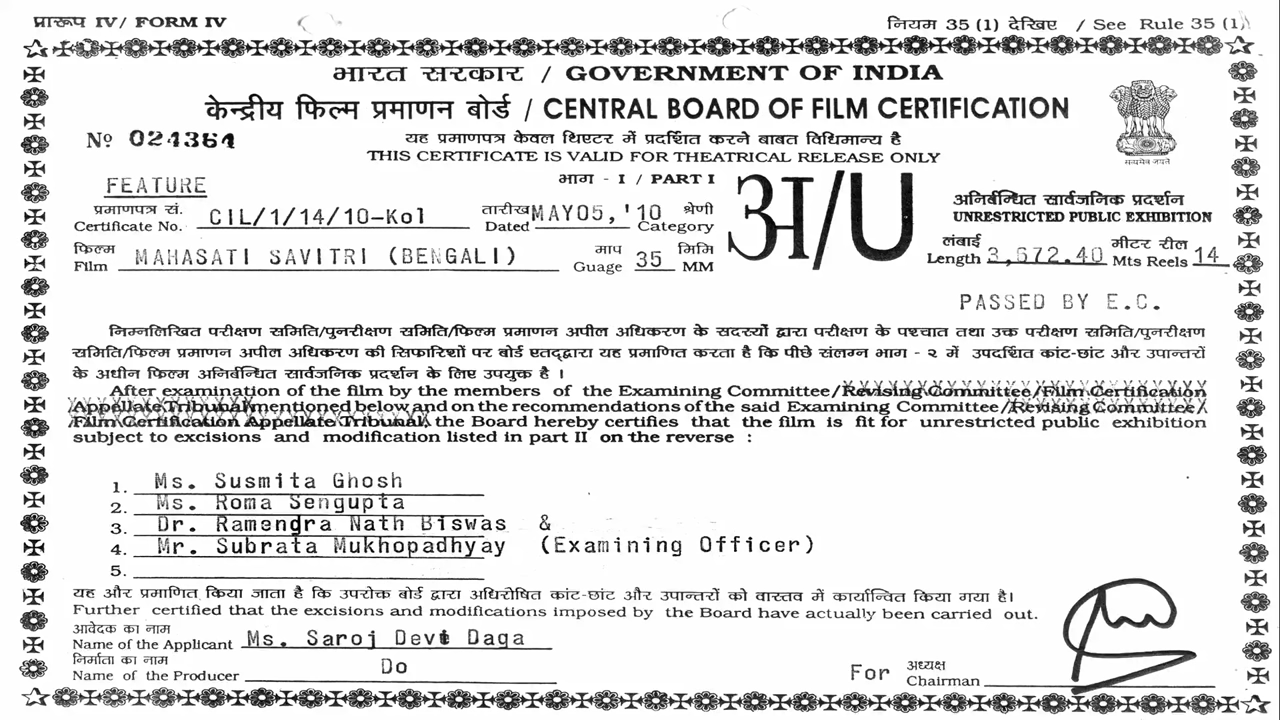 प्रारूप IV/ FORM IV
नियम 35 (1) देखिए / See Rule 35 (1)
भारत सरकार / GOVERNMENT OF INDIA
केन्द्रीय फिल्म प्रमाणन बोर्ड / CENTRAL BOARD OF FILM CERTIFICATION
सत्यमेव जयते
Nº 024364
यह प्रमाणपत्र केवल थिएटर में प्रदर्शित करने बाबत विधिमान्य है
THIS CERTIFICATE IS VALID FOR THEATRICAL RELEASE ONLY
FEATURE
भाग - I / PART I
अ/U
अनिर्बन्धित सार्वजनिक प्रदर्शन
UNRESTRICTED PUBLIC EXHIBITION
प्रमाणपत्र सं. तारीख श्रेणी
Certificate No. CIL/1/14/10-Kol Dated MAY05,'10 Category
फिल्म माप मिमि
Film MAHASATI SAVITRI (BENGALI) Guage 35 MM
लंबाई मीटर रील
Length 3,672.40 Mts Reels 14
PASSED BY E.C.
निम्नलिखित परीक्षण समिति/पुनरीक्षण समिति/फिल्म प्रमाणन अपील अधिकरण के सदस्यों द्वारा परीक्षण के पश्चात तथा उक्त परीक्षण समिति/पुनरीक्षण
समिति/फिल्म प्रमाणन अपील अधिकरण की सिफारिशों पर बोर्ड एतद्द्वारा यह प्रमाणित करता है कि पीछे संलग्न भाग - २ में उपदर्शित कांट-छांट और उपान्तरों
के अधीन फिल्म अनिर्बन्धित सार्वजनिक प्रदर्शन के लिए उपयुक्त है ।
After examination of the film by the members of the Examining Committee/Revising Committee/Film Certification
Appellate Tribunal mentioned below and on the recommendations of the said Examining Committee/Revising Committee/
Film Certification Appellate Tribunal, the Board hereby certifies that the film is fit for unrestricted public exhibition
subject to excisions and modification listed in part II on the reverse :
1. Ms. Susmita Ghosh
2. Ms. Roma Sengupta
3. Dr. Ramendra Nath Biswas &
4. Mr. Subrata Mukhopadhyay (Examining Officer)
5.
यह और प्रमाणित किया जाता है कि उपरोक्त बोर्ड द्वारा अधिरोषित कांट-छांट और उपान्तरों को वास्तव में कार्यान्वित किया गया है।
Further certified that the excisions and modifications imposed by the Board have actually been carried out.
आवेदक का नाम
Name of the Applicant Ms. Saroj Devi Daga
निर्माता का नाम
Name of the Producer Do
For अध्यक्ष
Chairman